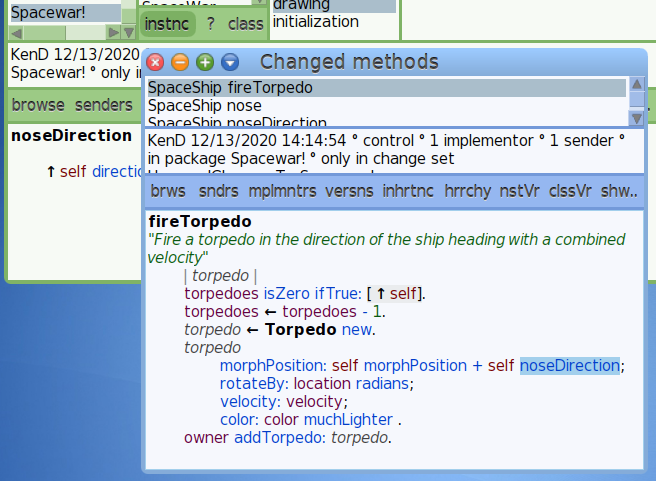 Spacewar!
instnc ? class
drawing
initialization
KenD 12/13/2020
Spacewar! ° only i
browse senders
noseDirection
↑ self directio
Changed methods
SpaceShip fireTorpedo
SpaceShip nose
SpaceShip noseDirection
KenD 12/13/2020 14:14:54 ° control ° 1 implementor ° 1 sender °
in package Spacewar! ° only in change set
brws sndrs mplmntrs versns inhrtnc hrrchy nstVr clssVr shw..
fireTorpedo
"Fire a torpedo in the direction of the ship heading with a combined
velocity"
| torpedo |
torpedoes isZero ifTrue: [ ↑ self].
torpedoes ← torpedoes - 1.
torpedo ← Torpedo new.
torpedo
morphPosition: self morphPosition + self noseDirection;
rotateBy: location radians;
velocity: velocity;
color: color muchLighter .
owner addTorpedo: torpedo.